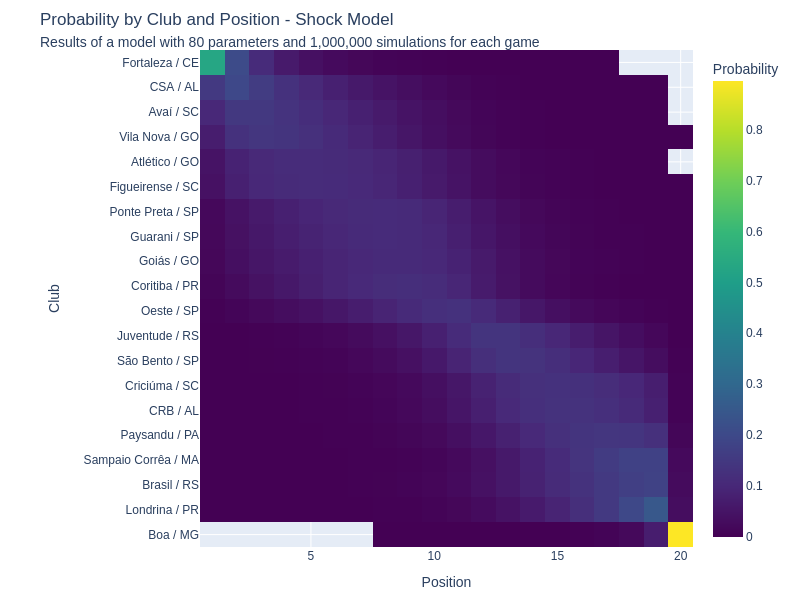 Probability by Club and Position - Shock Model
Results of a model with 80 parameters and 1,000,000 simulations for each game
Probability
Fortaleza / CE
CSA / AL
Avaí / SC
Vila Nova / GO
Atlético / GO
Figueirense / SC
Ponte Preta / SP
Guarani / SP
Goiás / GO
Coritiba / PR
Oeste / SP
Juventude / RS
São Bento / SP
Criciúma / SC
CRB / AL
Paysandu / PA
Sampaio Corrêa / MA
Brasil / RS
Londrina / PR
Boa / MG
Club
0.8
0.7
0.6
0.5
0.4
0.3
0.2
0.1
0
5
10
15
20
Position